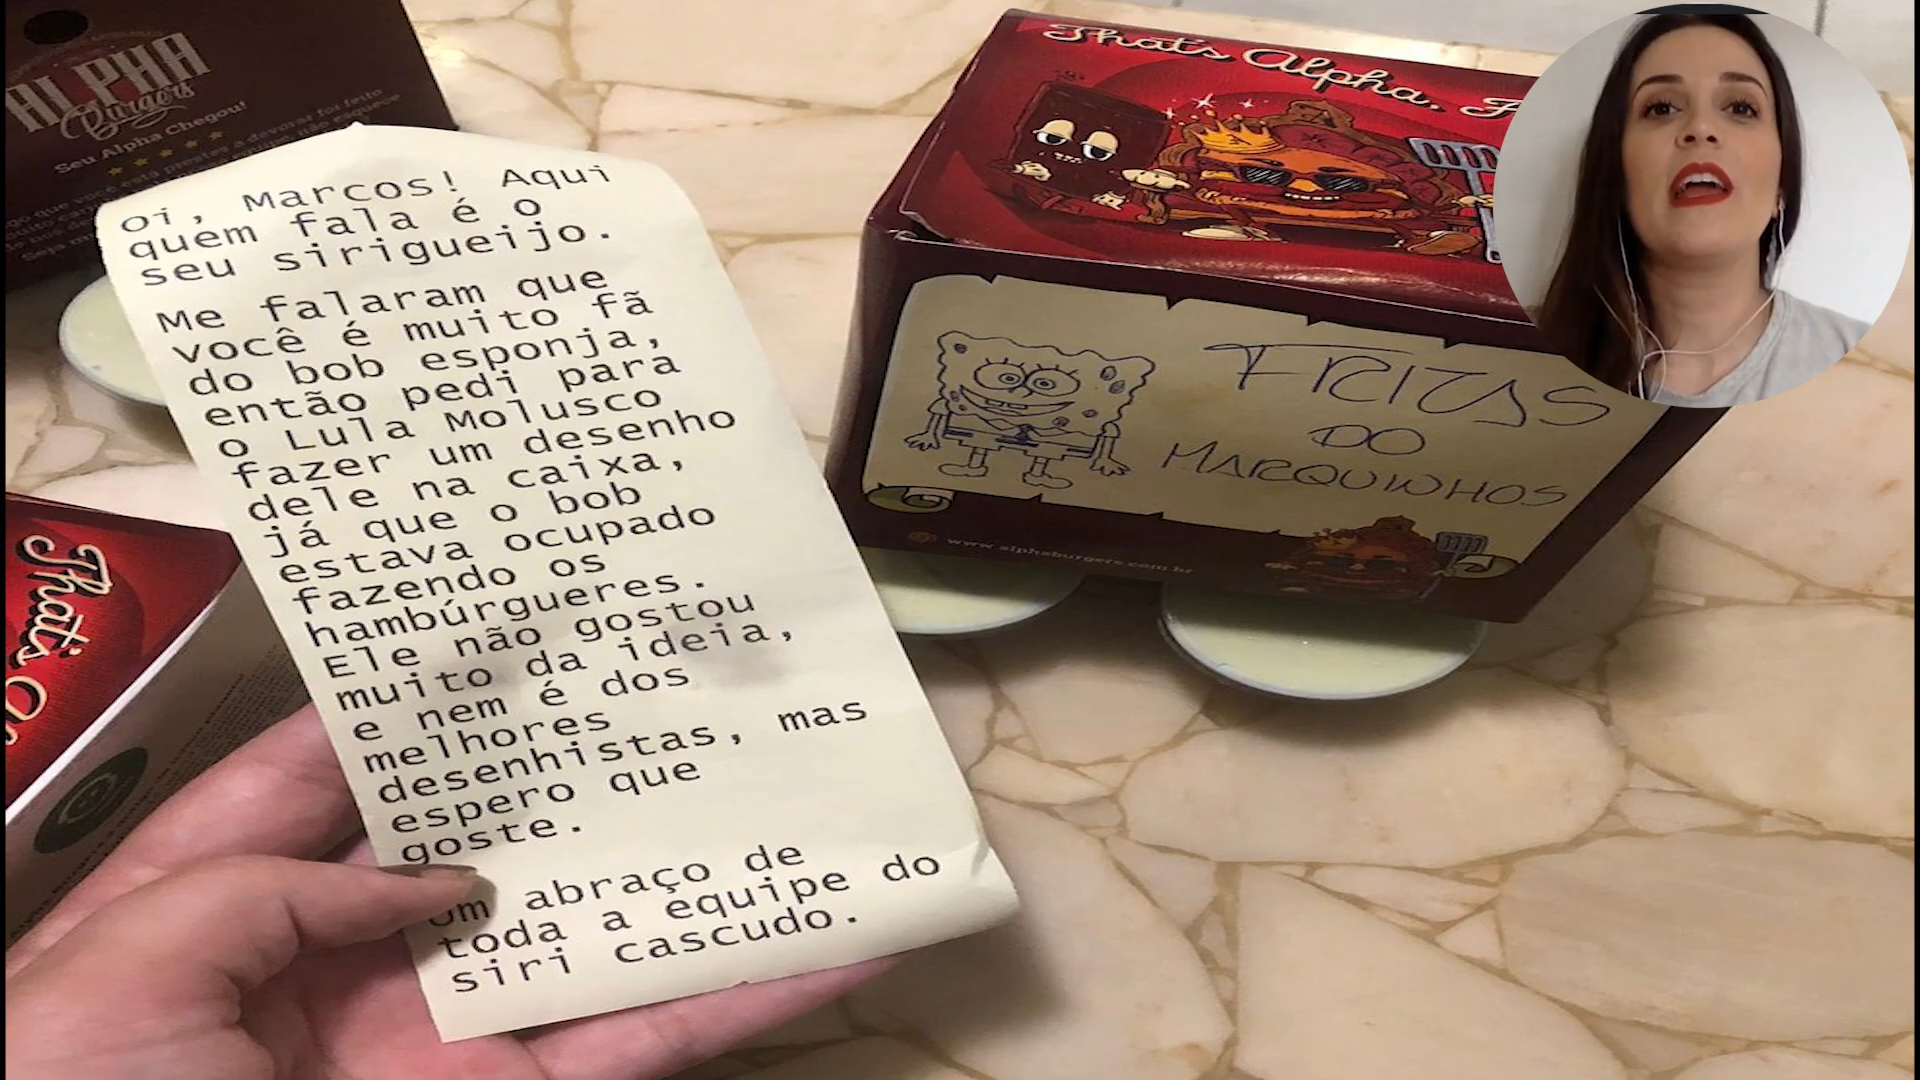 ALPHA
Burgers
Seu Alpha Chegou!
oi, Marcos! Aqui
quem fala é o
seu sirigueijo.
Me falaram que
você é muito fã
do bob esponja,
então pedi para
o Lula Molusco
fazer um desenho
dele na caixa,
já que o bob
estava ocupado
fazendo os
hambúrgueres.
Ele não gostou
muito da ideia,
e nem é dos
melhores
desenhistas, mas
espero que
goste.
Um abraço de
toda a equipe do
siri cascudo.
That's Alpha.
FRITAS
DO
MARQUINHOS
www.alphaburgers.com.br
That's